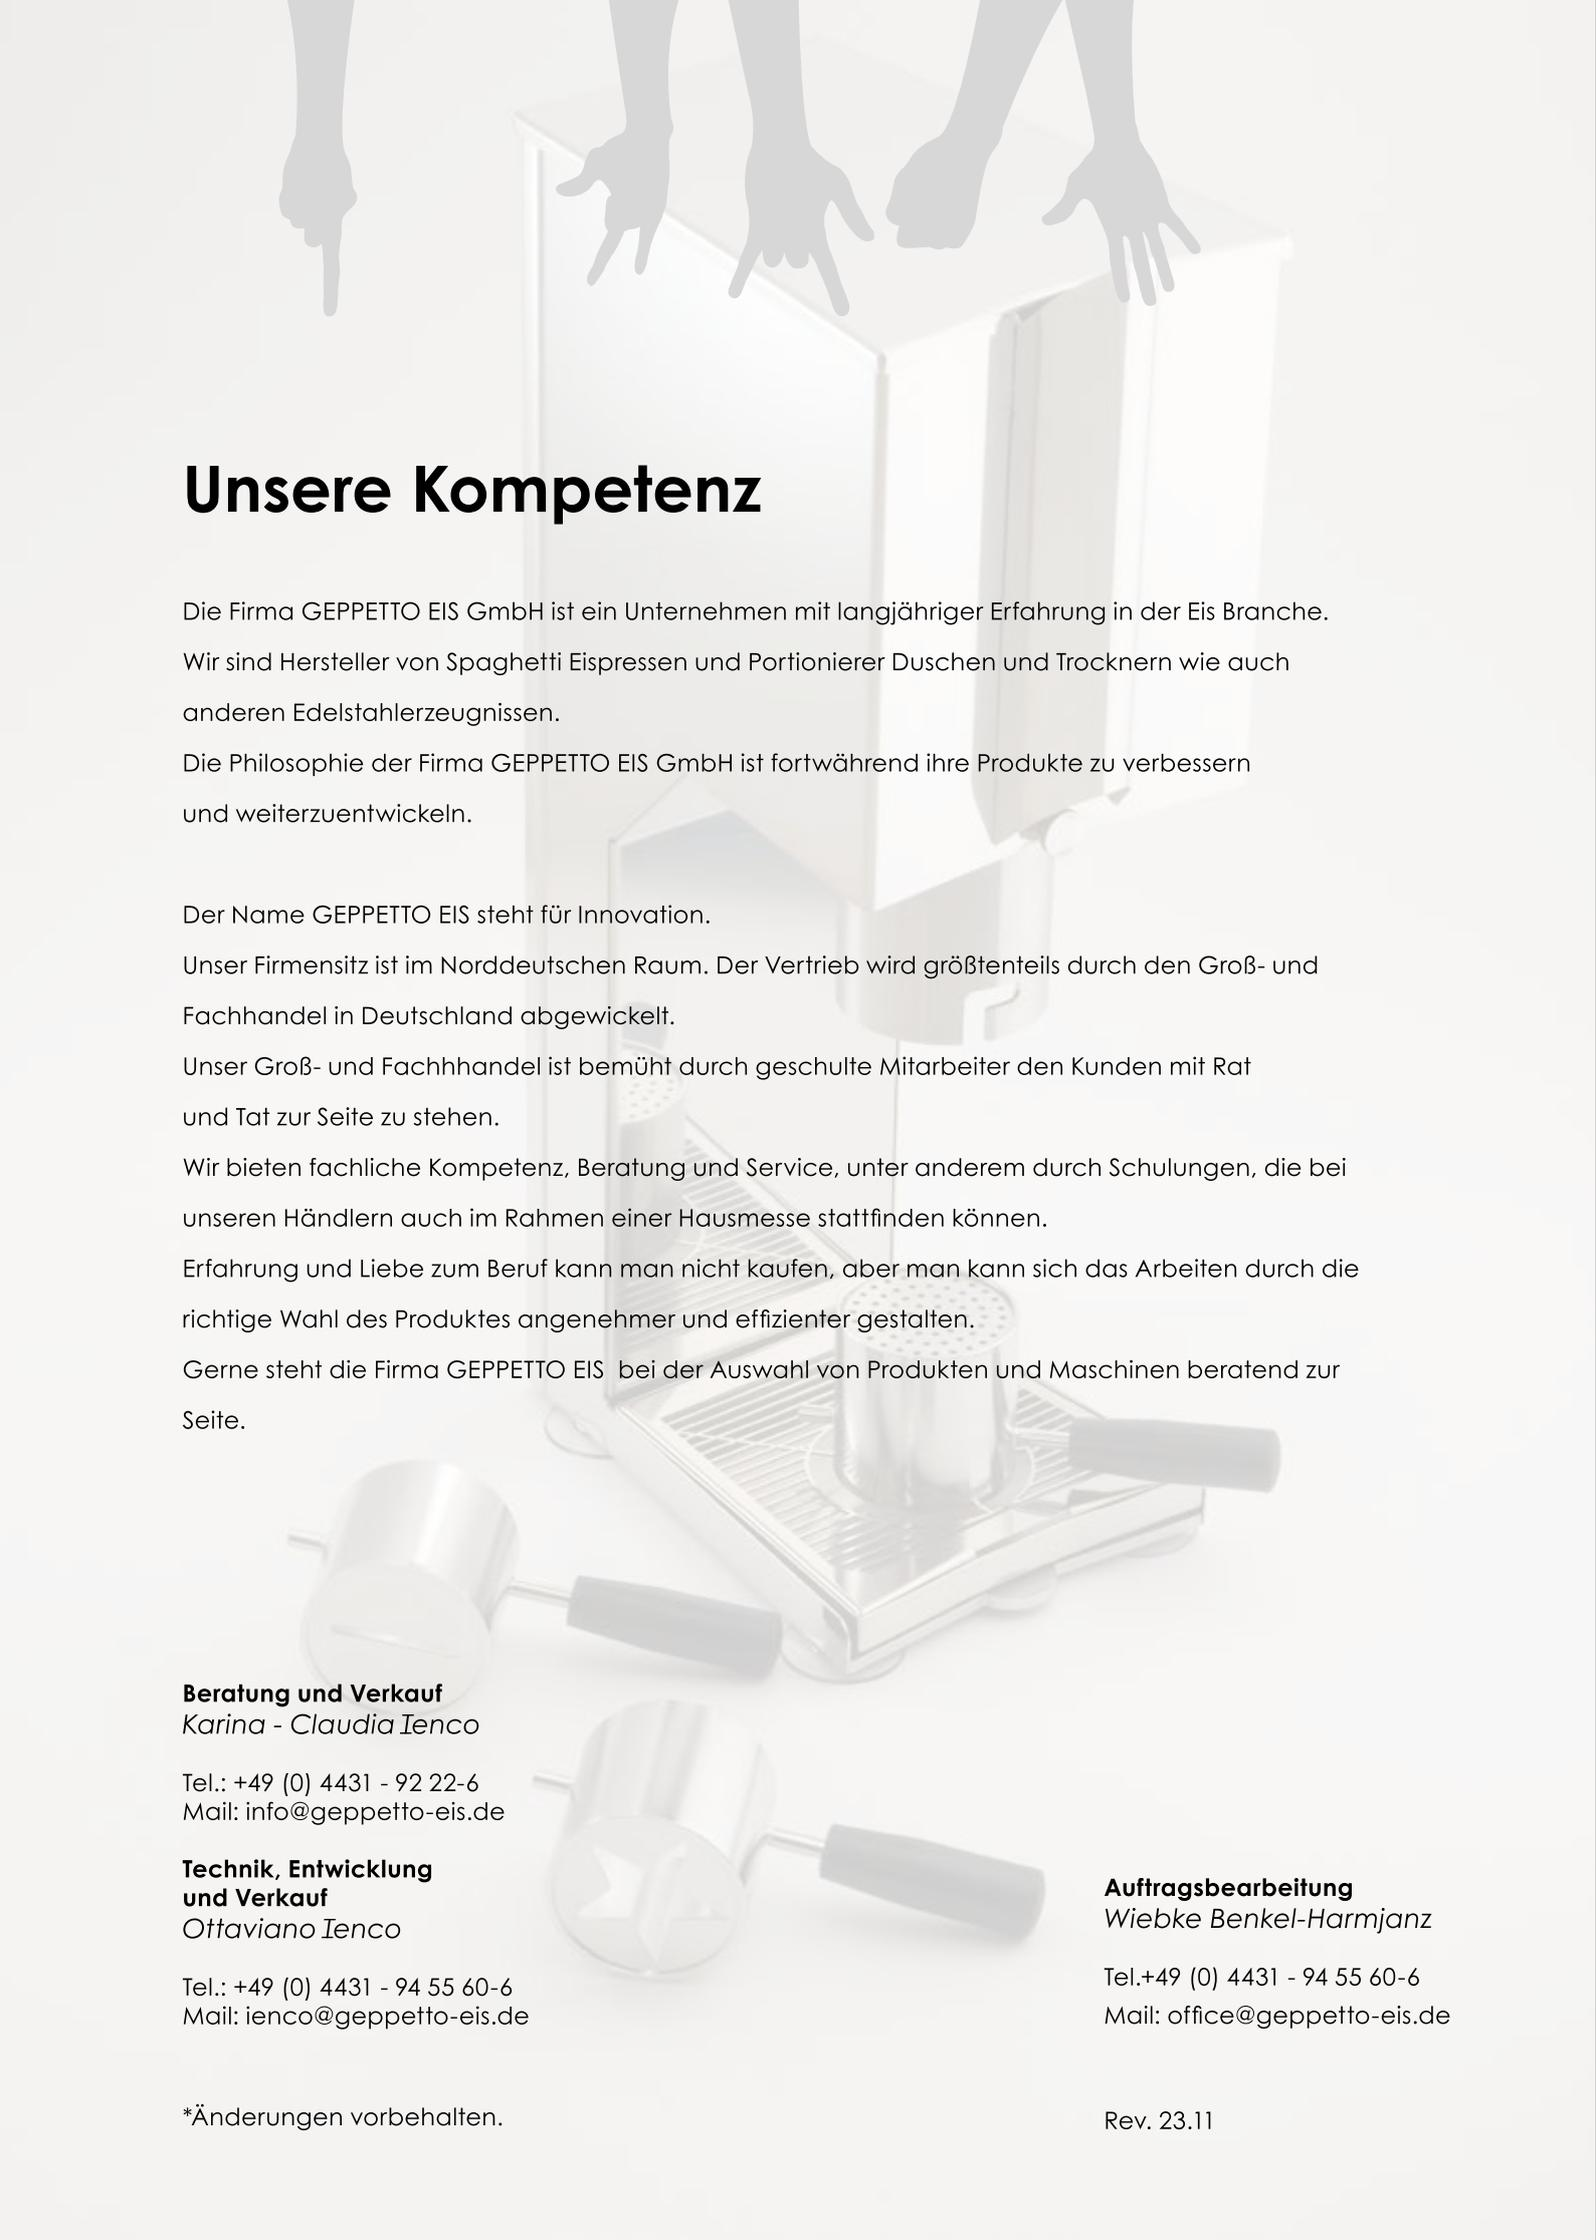 Unsere Kompetenz
Die Firma GEPPETTO EIS GmbH ist ein Unternehmen mit langjähriger Erfahrung in der Eis Branche.
Wir sind Hersteller von Spaghetti Eispressen und Portionierer Duschen und Trocknern wie auch
anderen Edelstahlerzeugnissen.
Die Philosophie der Firma GEPPETTO EIS GmbH ist fortwährend ihre Produkte zu verbessern
und weiterzuentwickeln.
Der Name GEPPETTO EIS steht für Innovation.
Unser Firmensitz ist im Norddeutschen Raum. Der Vertrieb wird größtenteils durch den Groß- und
Fachhandel in Deutschland abgewickelt.
Unser Groß- und Fachhhandel ist bemüht durch geschulte Mitarbeiter den Kunden mit Rat
und Tat zur Seite zu stehen.
Wir bieten fachliche Kompetenz, Beratung und Service, unter anderem durch Schulungen, die bei
unseren Händlern auch im Rahmen einer Hausmesse stattfinden können.
Erfahrung und Liebe zum Beruf kann man nicht kaufen, aber man kann sich das Arbeiten durch die
richtige Wahl des Produktes angenehmer und effizienter gestalten.
Gerne steht die Firma GEPPETTO EIS  bei der Auswahl von Produkten und Maschinen beratend zur
Seite.
Beratung und Verkauf
Karina - Claudia Ienco
Tel.: +49 (0) 4431 - 92 22-6
Mail: info@geppetto-eis.de
Technik, Entwicklung
und Verkauf
Ottaviano Ienco
Tel.: +49 (0) 4431 - 94 55 60-6
Mail: ienco@geppetto-eis.de
Auftragsbearbeitung
Wiebke Benkel-Harmjanz
Tel.+49 (0) 4431 - 94 55 60-6
Mail: office@geppetto-eis.de
*Änderungen vorbehalten.
Rev. 23.11